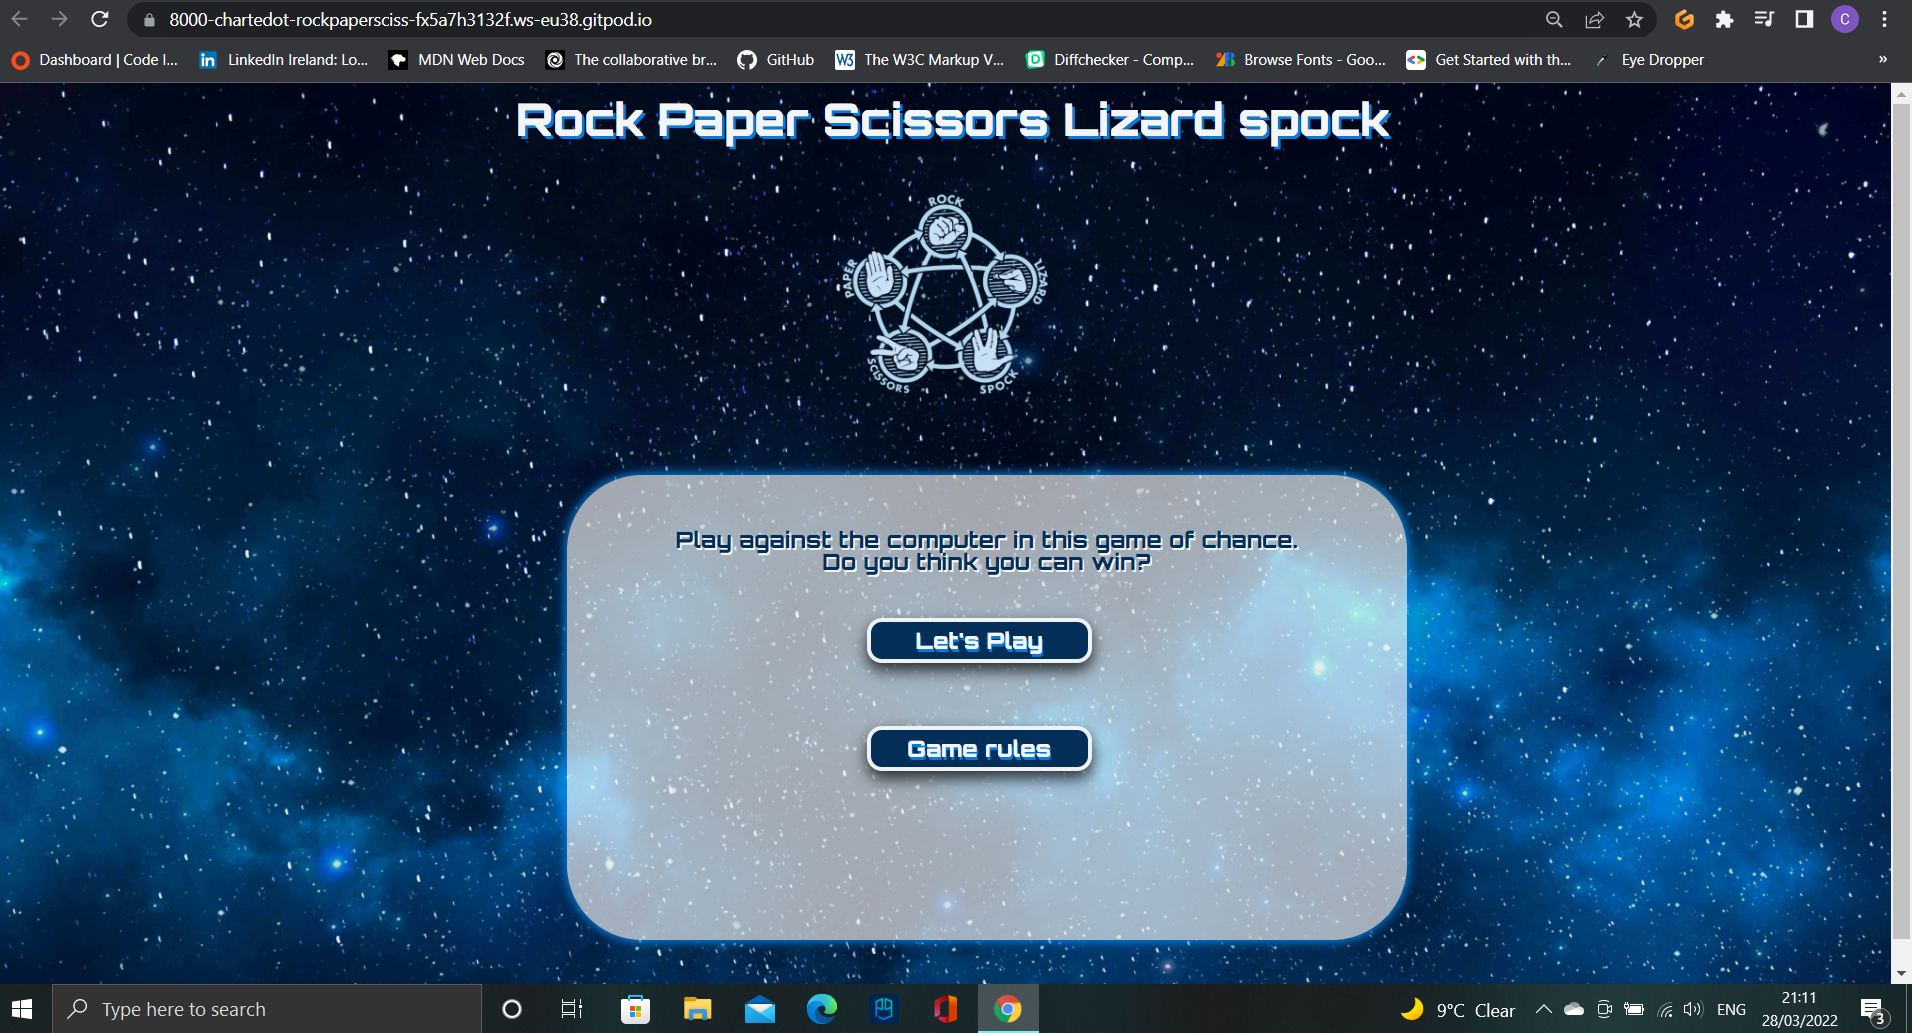 8000-chartedot-rockpapersciss-fx5a7h3132f.ws-eu38.gitpod.io
C
Dashboard | Code I...
LinkedIn Ireland: Lo...
MDN Web Docs
The collaborative br...
GitHub
The W3C Markup V...
Diffchecker - Comp...
Browse Fonts - Goo...
Get Started with th...
Eye Dropper
»
Rock Paper Scissors Lizard spock
ROCK
PAPER
LIZARD
SCISSORS
SPOCK
Play against the computer in this game of chance.
Do you think you can win?
Let's Play
Game rules
Type here to search
9°C Clear
ENG
21:11
28/03/2022
3